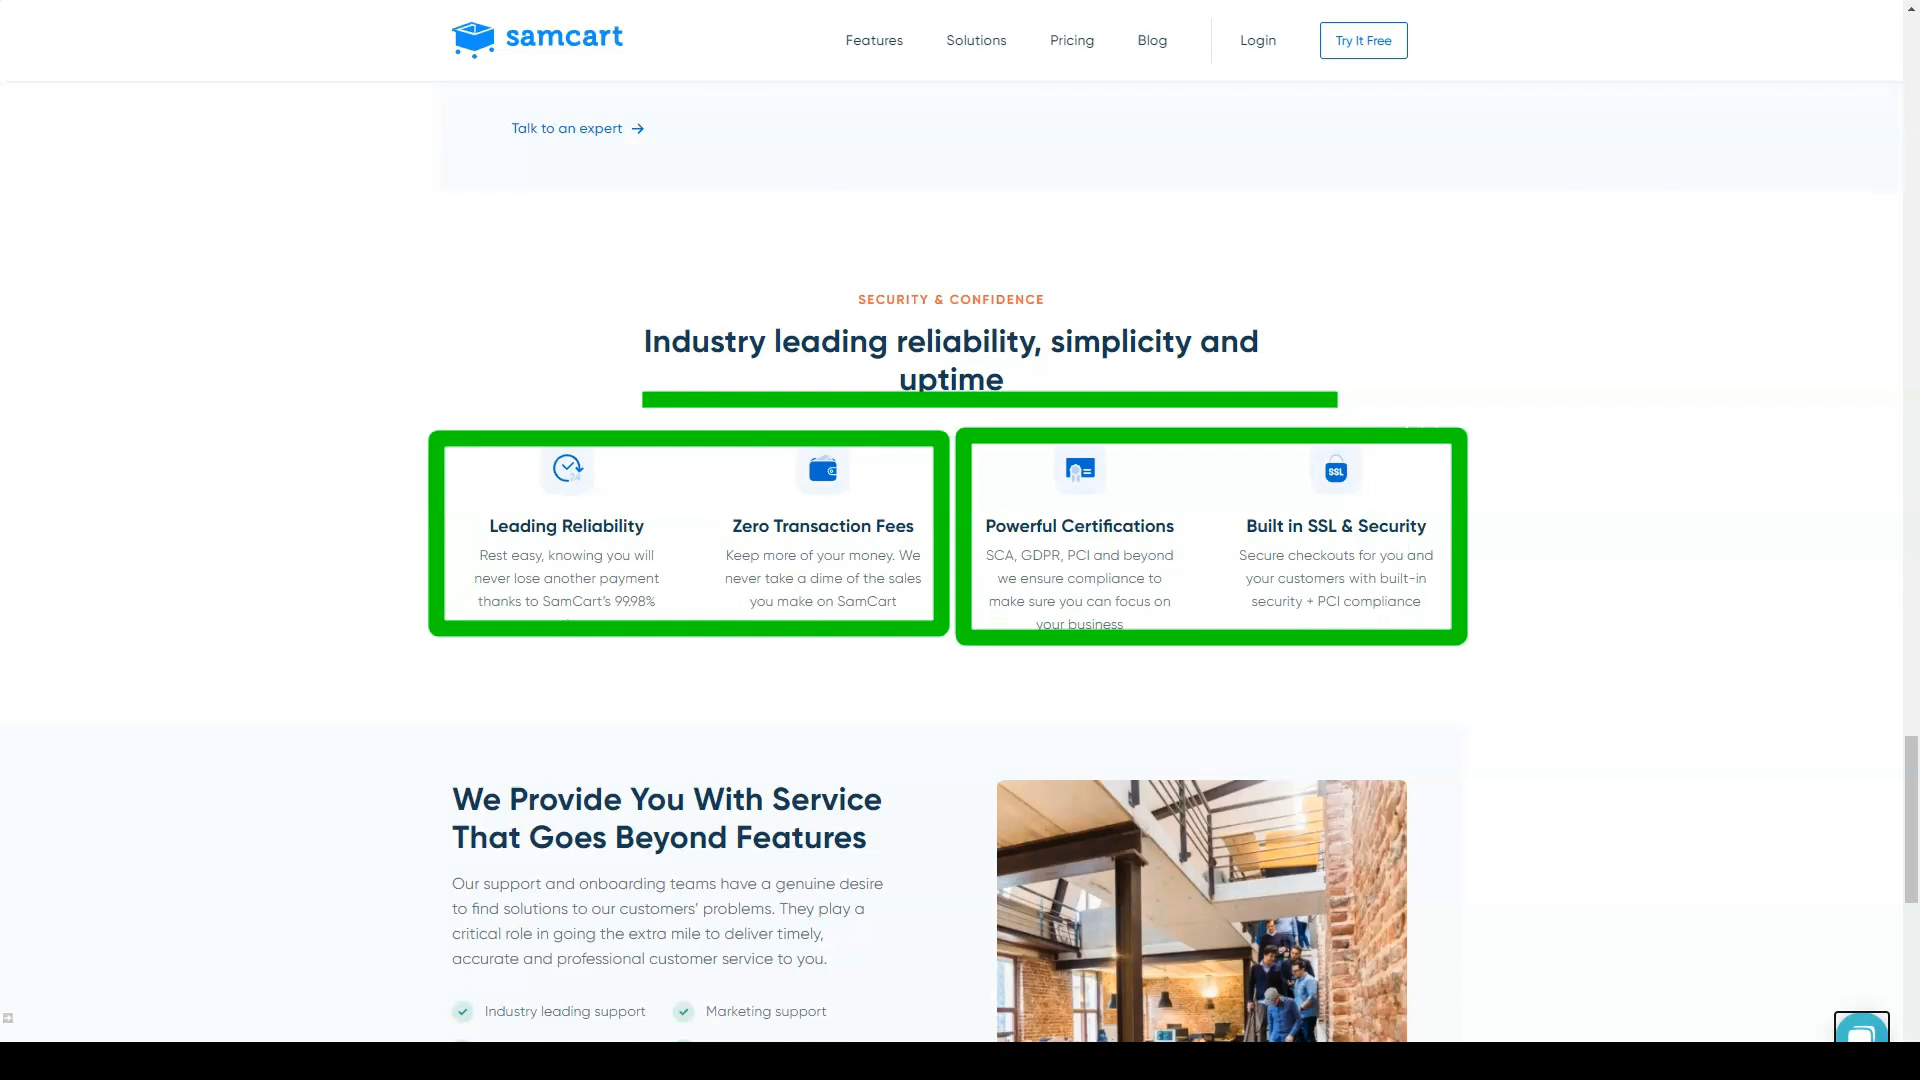 samcart
Features
Solutions
Pricing
Blog
Login
Try It Free
Talk to an expert
SECURITY & CONFIDENCE
Industry leading reliability, simplicity and
uptime
Leading Reliability
Rest easy, knowing you will
never lose another payment
thanks to SamCart's 99.98%
Zero Transaction Fees
Keep more of your money. We
never take a dime of the sales
you make on SamCart
Powerful Certifications
SCA, GDPR, PCI and beyond
we ensure compliance to
make sure you can focus on
your business
SSL
Built in SSL & Security
Secure checkouts for you and
your customers with built-in
security + PCI compliance
We Provide You With Service
That Goes Beyond Features
Our support and onboarding teams have a genuine desire
to find solutions to our customers' problems. They play a
critical role in going the extra mile to deliver timely,
accurate and professional customer service to you.
Industry leading support
Marketing support